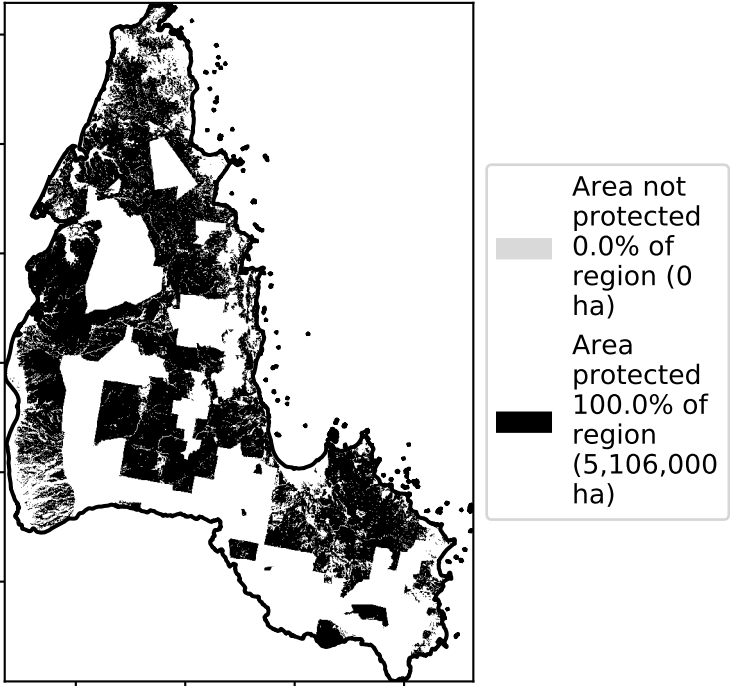 Area not
protected
0.0% of
region (0
ha)
Area
protected
100.0% of
region
(5,106,000
ha)